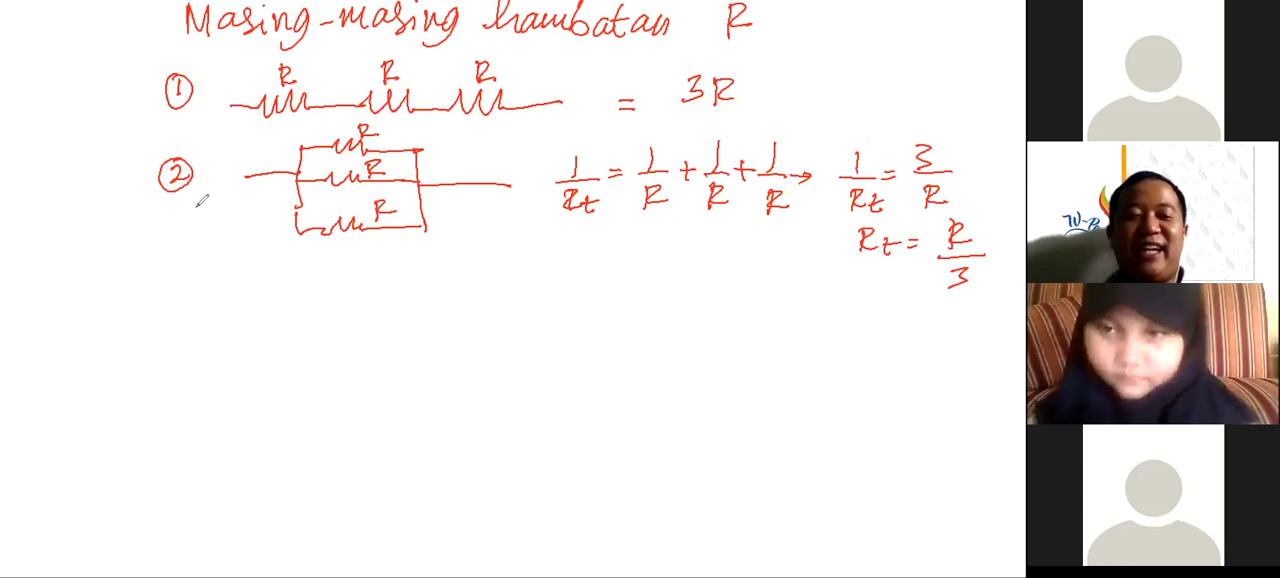 Masing-masing hambatan R
① R R R = 3R
② R R R 1/Rt = 1/R + 1/R + 1/R → 1/Rt = 3/R
Rt = R/3